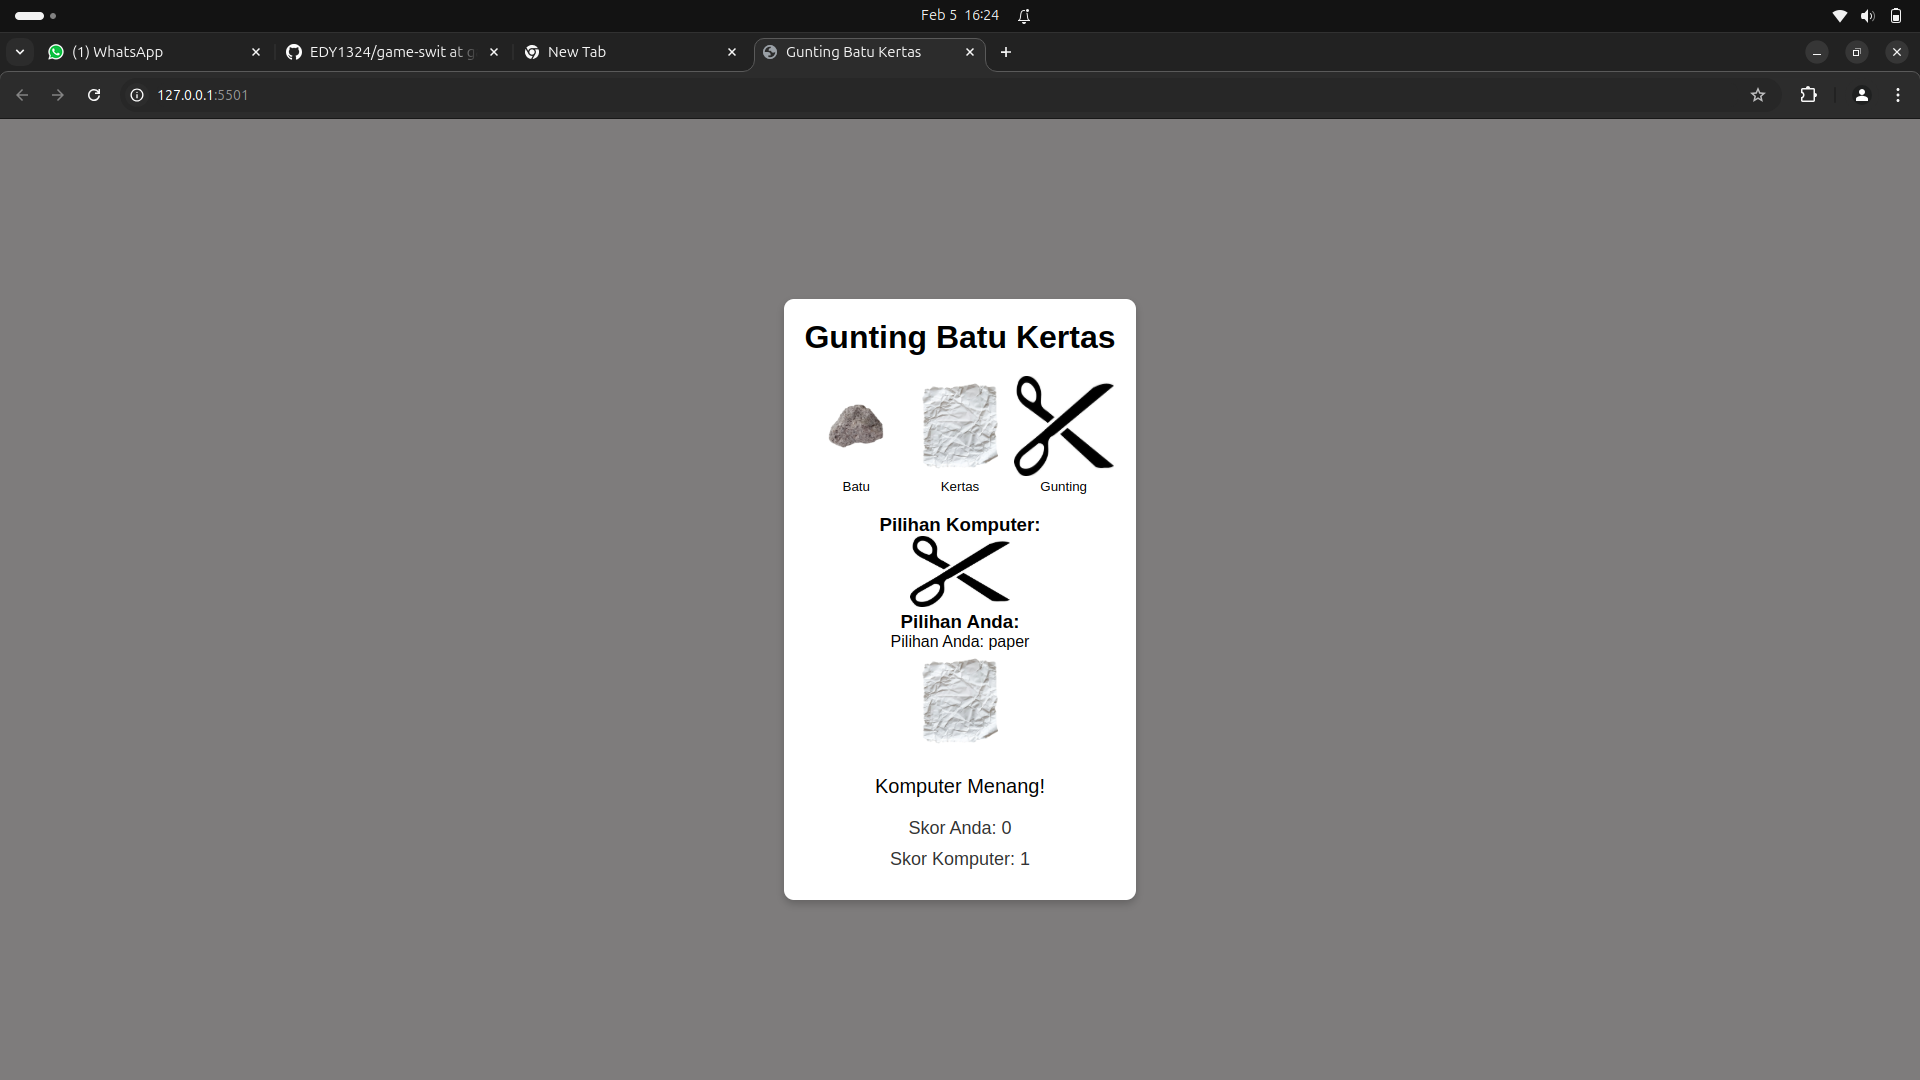 Feb 5 16:24
(1) WhatsApp
EDY1324/game-swit at g
New Tab
Gunting Batu Kertas
127.0.0.1:5501
Gunting Batu Kertas
Batu
Kertas
Gunting
Pilihan Komputer:
Pilihan Anda:
Pilihan Anda: paper
Komputer Menang!
Skor Anda: 0
Skor Komputer: 1